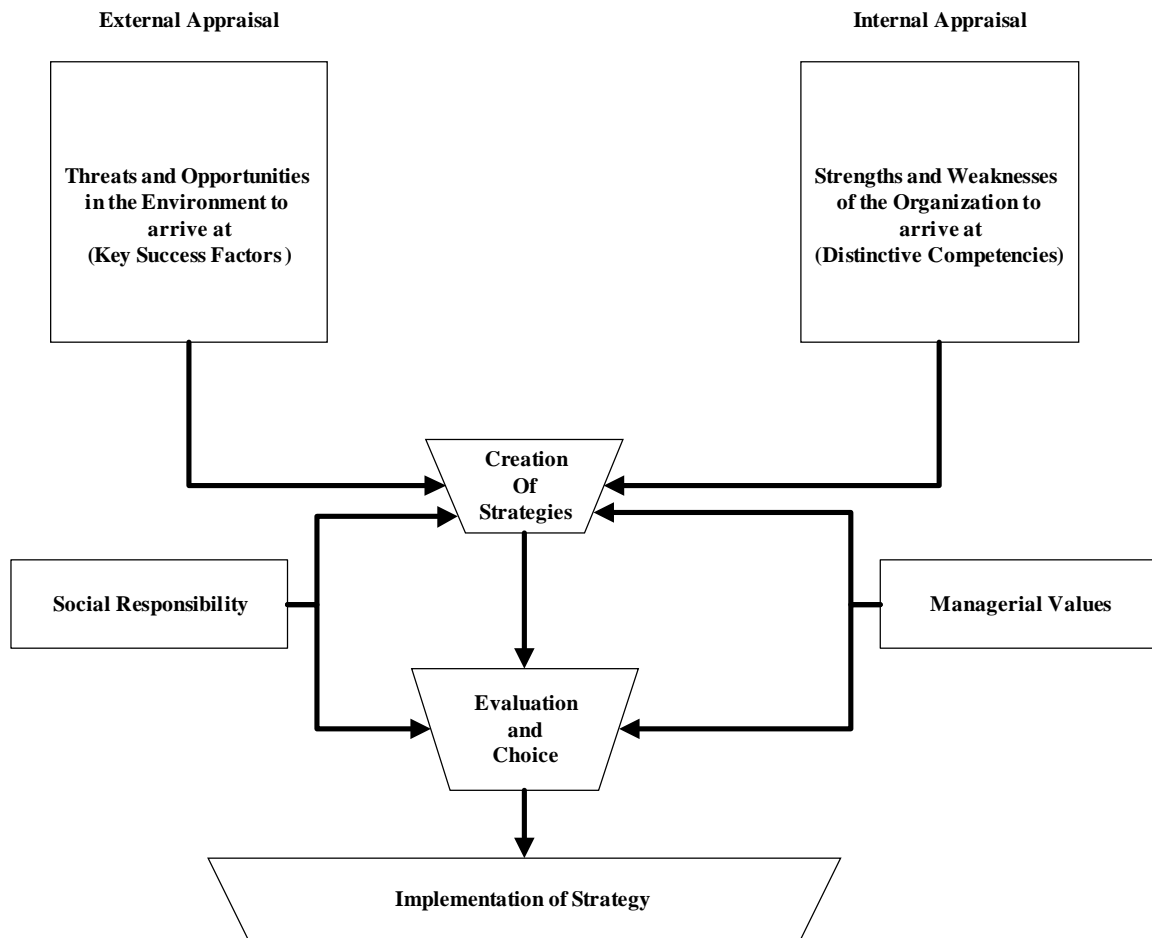 External Appraisal
Internal Appraisal
Threats and Opportunities
in the Environment to
arrive at
(Key Success Factors )
Strengths and Weaknesses
of the Organization to
arrive at
(Distinctive Competencies)
Creation
Of
Strategies
Social Responsibility
Managerial Values
Evaluation
and
Choice
Implementation of Strategy